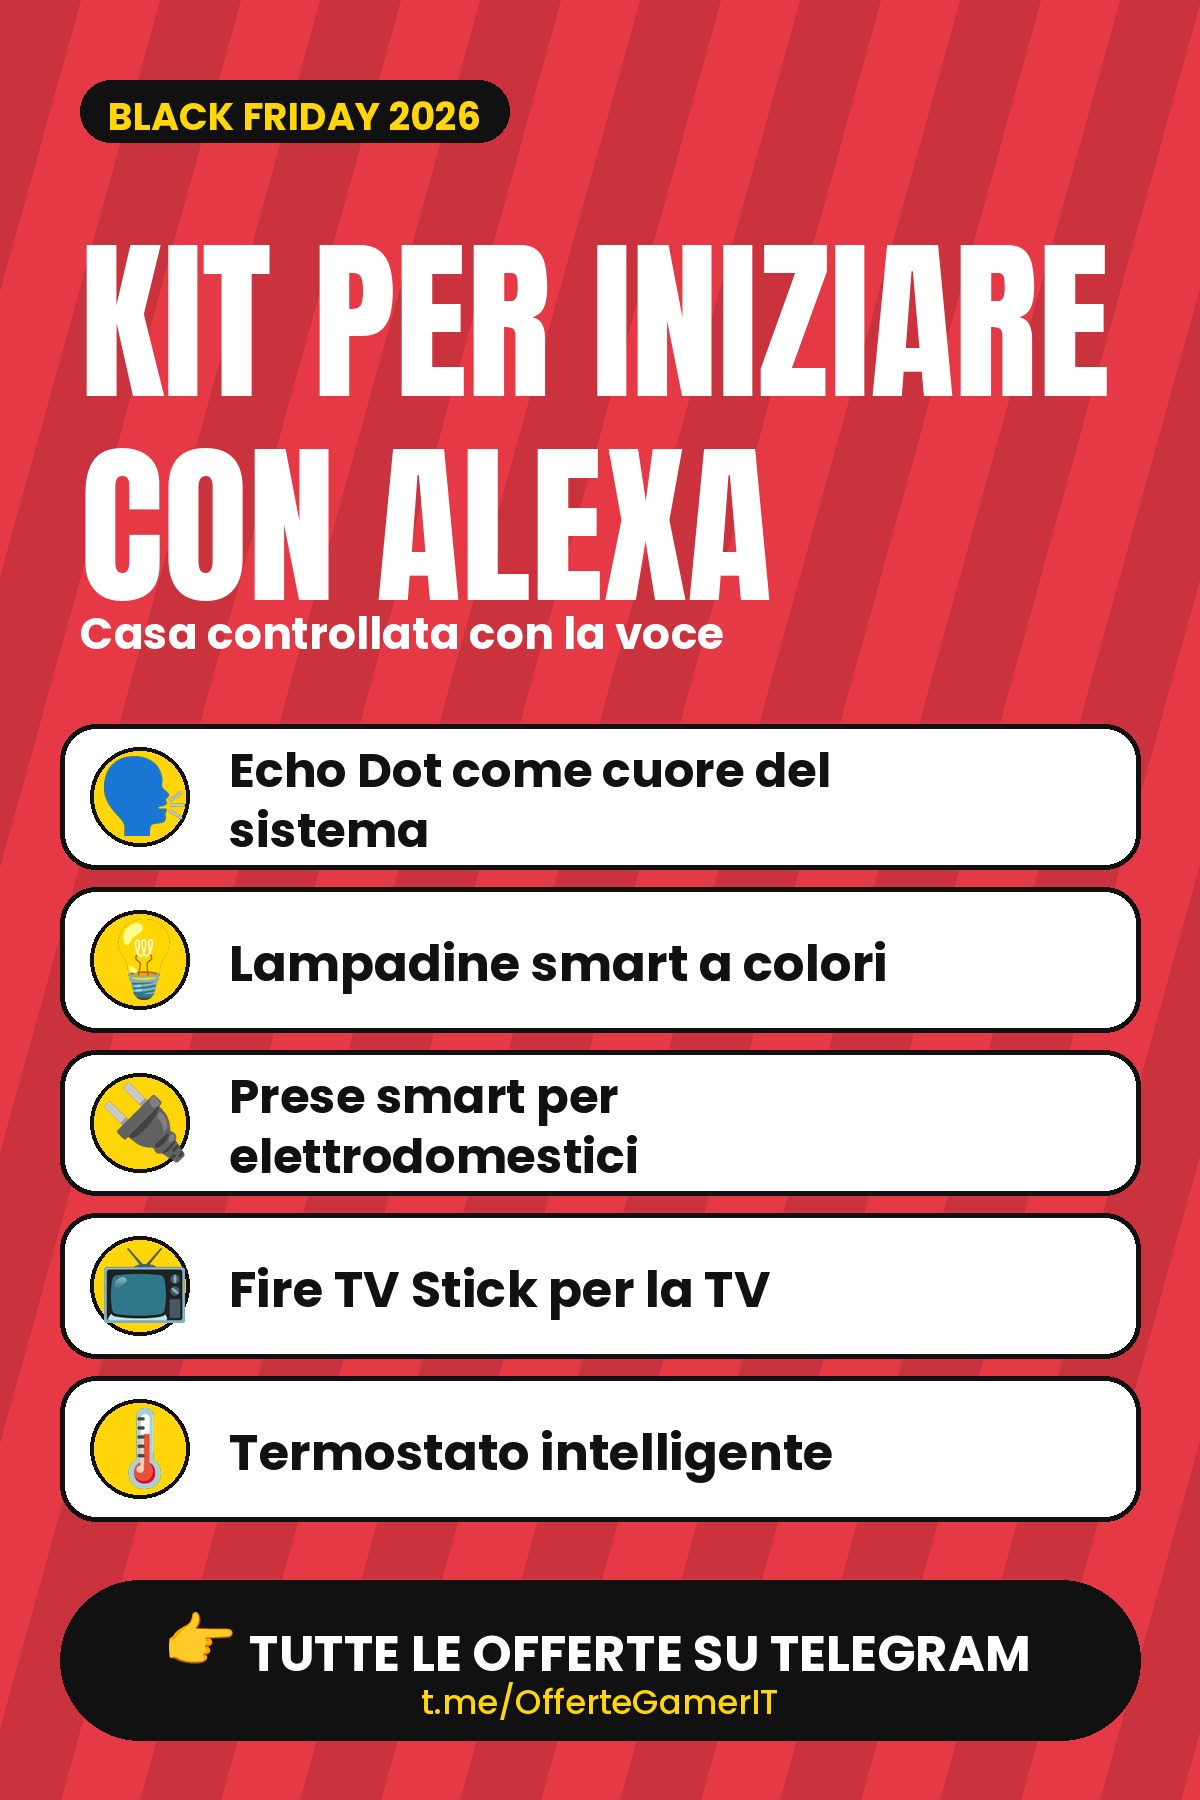 BLACK FRIDAY 2026
KIT PER INIZIARE
CON ALEXA
Casa controllata con la voce
Echo Dot come cuore del
sistema
Lampadine smart a colori
Prese smart per
elettrodomestici
Fire TV Stick per la TV
Termostato intelligente
👉 TUTTE LE OFFERTE SU TELEGRAM
t.me/OfferteGamerIT